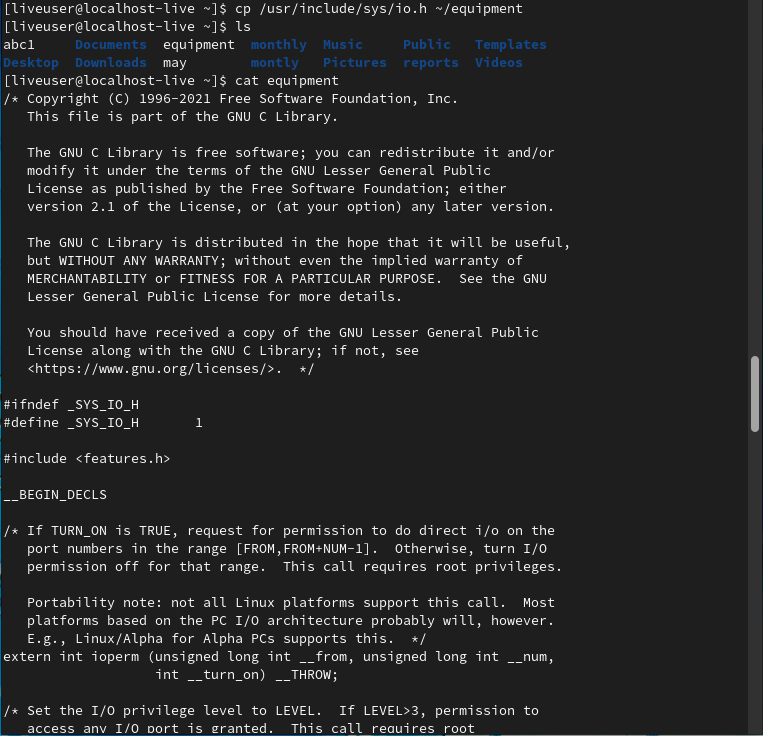 [liveuser@localhost-live ~]$ cp /usr/include/sys/io.h ~/equipment
[liveuser@localhost-live ~]$ ls
abc1     Documents  equipment  monthly  Music     Public   Templates
Desktop  Downloads  may        montly   Pictures  reports  Videos
[liveuser@localhost-live ~]$ cat equipment
/* Copyright (C) 1996-2021 Free Software Foundation, Inc.
   This file is part of the GNU C Library.

   The GNU C Library is free software; you can redistribute it and/or
   modify it under the terms of the GNU Lesser General Public
   License as published by the Free Software Foundation; either
   version 2.1 of the License, or (at your option) any later version.

   The GNU C Library is distributed in the hope that it will be useful,
   but WITHOUT ANY WARRANTY; without even the implied warranty of
   MERCHANTABILITY or FITNESS FOR A PARTICULAR PURPOSE.  See the GNU
   Lesser General Public License for more details.

   You should have received a copy of the GNU Lesser General Public
   License along with the GNU C Library; if not, see
   <https://www.gnu.org/licenses/>.  */

#ifndef _SYS_IO_H
#define _SYS_IO_H       1

#include <features.h>

__BEGIN_DECLS

/* If TURN_ON is TRUE, request for permission to do direct i/o on the
   port numbers in the range [FROM,FROM+NUM-1].  Otherwise, turn I/O
   permission off for that range.  This call requires root privileges.

   Portability note: not all Linux platforms support this call.  Most
   platforms based on the PC I/O architecture probably will, however.
   E.g., Linux/Alpha for Alpha PCs supports this.  */
extern int ioperm (unsigned long int __from, unsigned long int __num,
                   int __turn_on) __THROW;

/* Set the I/O privilege level to LEVEL.  If LEVEL>3, permission to
   access any I/O port is granted.  This call requires root